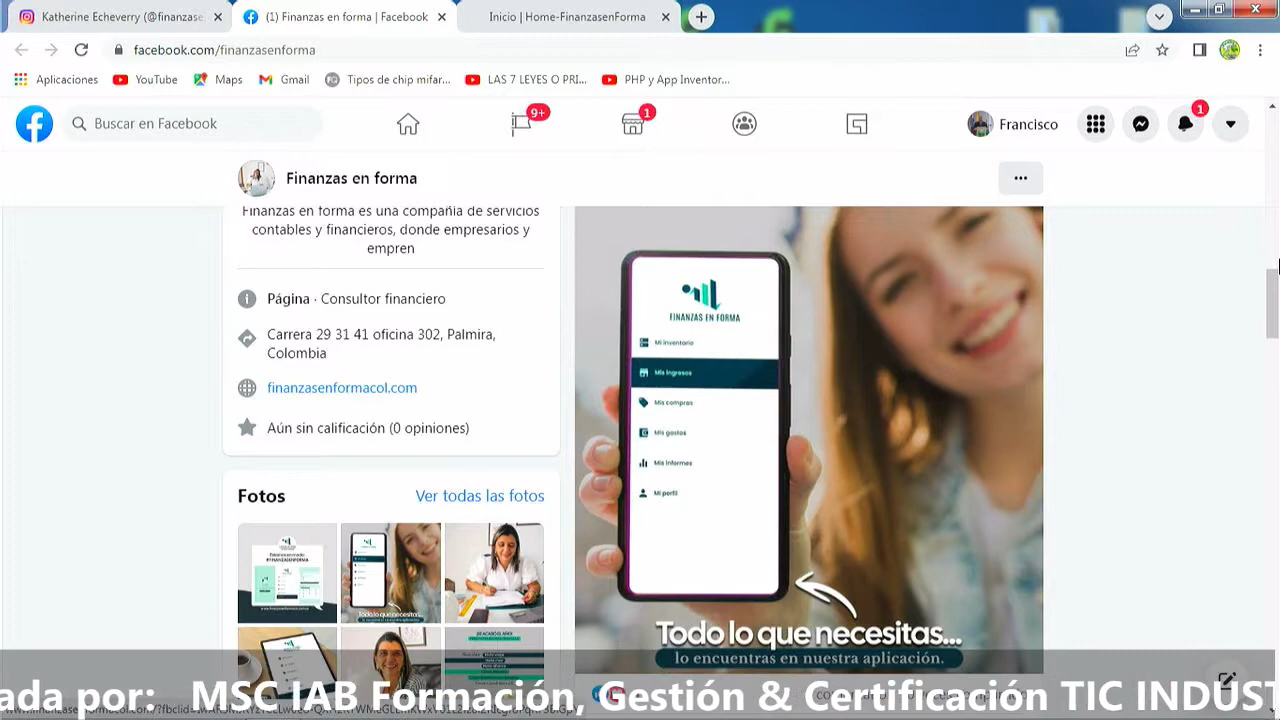 Katherine Echeverry (@finanzase
(1) Finanzas en forma | Facebook
Inicio | Home-FinanzasenForma
facebook.com/finanzasenforma
Aplicaciones
YouTube
Maps
Gmail
Tipos de chip mifar...
LAS 7 LEYES O PRI...
PHP y App Inventor...
Buscar en Facebook
9+
1
Francisco
1
Finanzas en forma
...
Finanzas en forma es una compañía de servicios
contables y financieros, donde empresarios y
empren
Página · Consultor financiero
Carrera 29 31 41 oficina 302, Palmira,
Colombia
finanzasenformacol.com
Aún sin calificación (0 opiniones)
Fotos
Ver todas las fotos
FINANZAS EN FORMA
Mi inventario
Mis ingresos
Mis compras
Mis gastos
Mis informes
Mi perfil
Todo lo que necesitas...
lo encuentras en nuestra aplicación.
ada por: MSC JAB Formación, Gestión & Certificación TIC INDUST